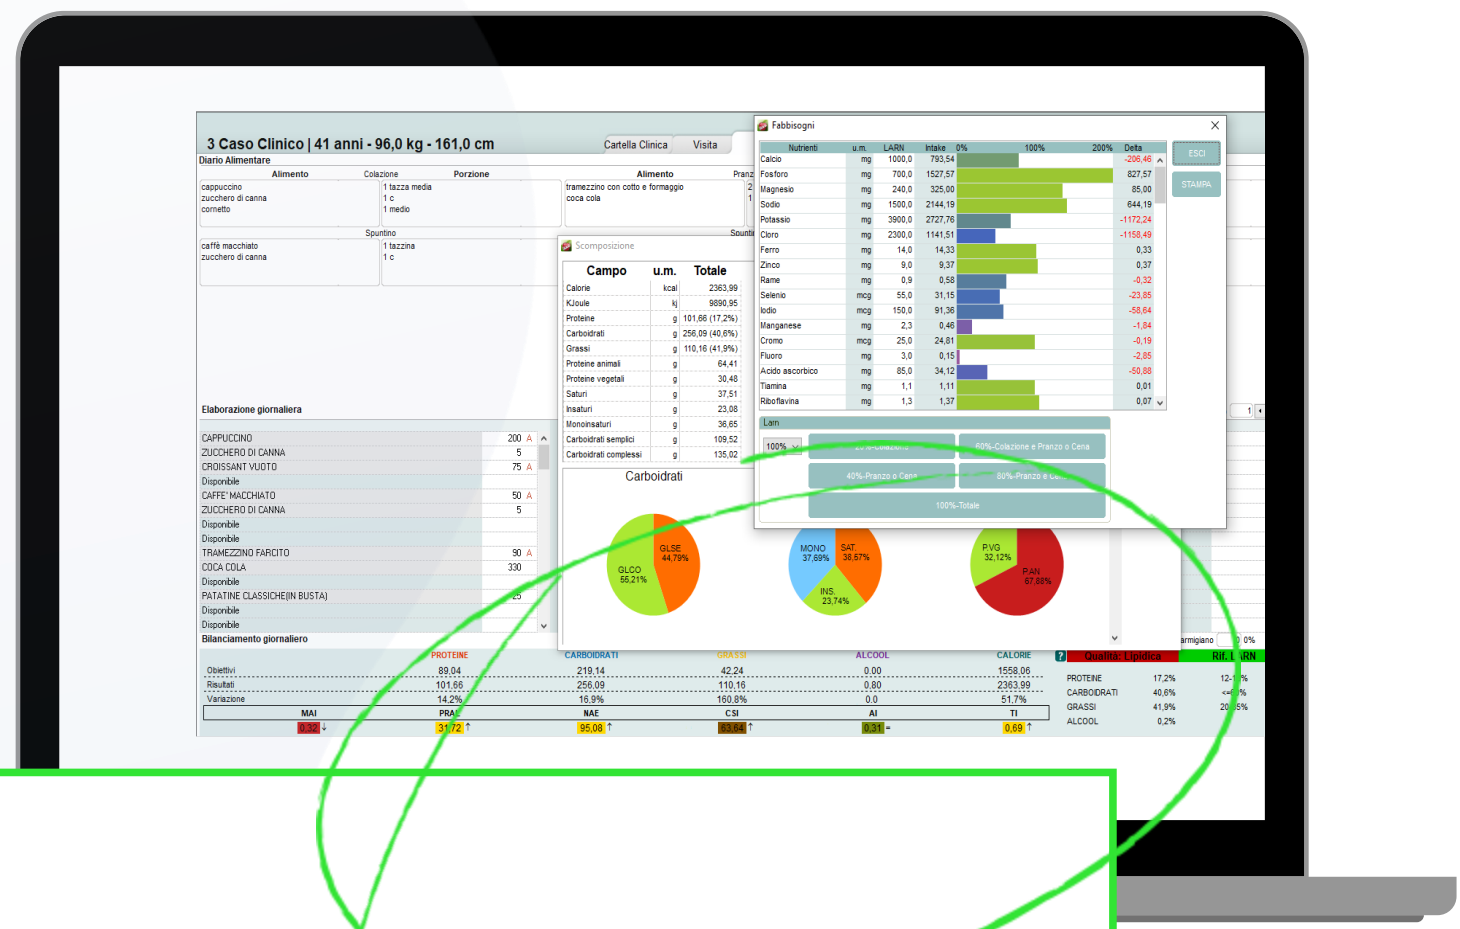 3 Caso Clinico | 41 anni - 96,0 kg - 161,0 cm
Cartella Clinica
Visita
Diario Alimentare
Alimento Colazione Porzione
cappuccino 1 tazza media
zucchero di canna 1 c
cornetto 1 medio
Alimento Pranz
tramezzino con cotto e formaggio 2
coca cola 1
Spuntino
Spuntin
caffè macchiato 1 tazzina
zucchero di canna 1 c
Elaborazione giornaliera
1
CAPPUCCINO 200 A
ZUCCHERO DI CANNA 5
CROISSANT VUOTO 75 A
Disponibile
CAFFE' MACCHIATO 50 A
ZUCCHERO DI CANNA 5
Disponibile
Disponibile
TRAMEZZINO FARCITO 90 A
COCA COLA 330
Disponibile
PATATINE CLASSICHE(IN BUSTA) 25
Disponibile
Disponibile
Scomposizione
Campo u.m. Totale
Calorie kcal 2363,99
KJoule kj 9890,95
Proteine g 101,66 (17,2%)
Carboidrati g 256,09 (40,6%)
Grassi g 110,16 (41,9%)
Proteine animali g 64,41
Proteine vegetali g 30,48
Saturi g 37,51
Insaturi g 23,08
Monoinsaturi g 36,65
Carboidrati semplici g 109,52
Carboidrati complessi g 135,02
Carboidrati
GLSE
44,79%
GLCO
55,21%
MONO
37,69%
SAT.
38,57%
INS.
23,74%
P.VG
32,12%
P.AN
67,88%
Fabbisogni
Nutrienti u.m. LARN Intake 0% 100% 200% Delta
Calcio mg 1000,0 793,54 -206,46
Fosforo mg 700,0 1527,57 827,57
Magnesio mg 240,0 325,00 85,00
Sodio mg 1500,0 2144,19 644,19
Potassio mg 3900,0 2727,76 -1172,24
Cloro mg 2300,0 1141,51 -1158,49
Ferro mg 14,0 14,33 0,33
Zinco mg 9,0 9,37 0,37
Rame mg 0,9 0,58 -0,32
Selenio mcg 55,0 31,15 -23,85
Iodio mcg 150,0 91,36 -58,64
Manganese mg 2,3 0,46 -1,84
Cromo mcg 25,0 24,81 -0,19
Fluoro mg 3,0 0,15 -2,85
Acido ascorbico mg 85,0 34,12 -50,88
Tiamina mg 1,1 1,11 0,01
Riboflavina mg 1,3 1,37 0,07
ESCI
STAMPA
Larn
100%
60%-Colazione e Pranzo o Cena
40%-Pranzo o Cena
80%-Pranzo e Cena
100%-Totale
armigiano 0%
Bilanciamento giornaliero
PROTEINE CARBOIDRATI GRASSI ALCOOL CALORIE
Obiettivi 89,04 219,14 42,24 0.00 1558,06
Risultati 101,66 256,09 110,16 0,80 2363,99
Variazione 14,2% 16,9% 160,8% 0.0 51,7%
MAI PRAL NAE CSI AI TI
0,32 31,72 95,08 63,64 0,31 = 0,69
? Qualità: Lipidica Rif. LARN
PROTEINE 17,2%
CARBOIDRATI 40,6%
GRASSI 41,9%
ALCOOL 0,2%